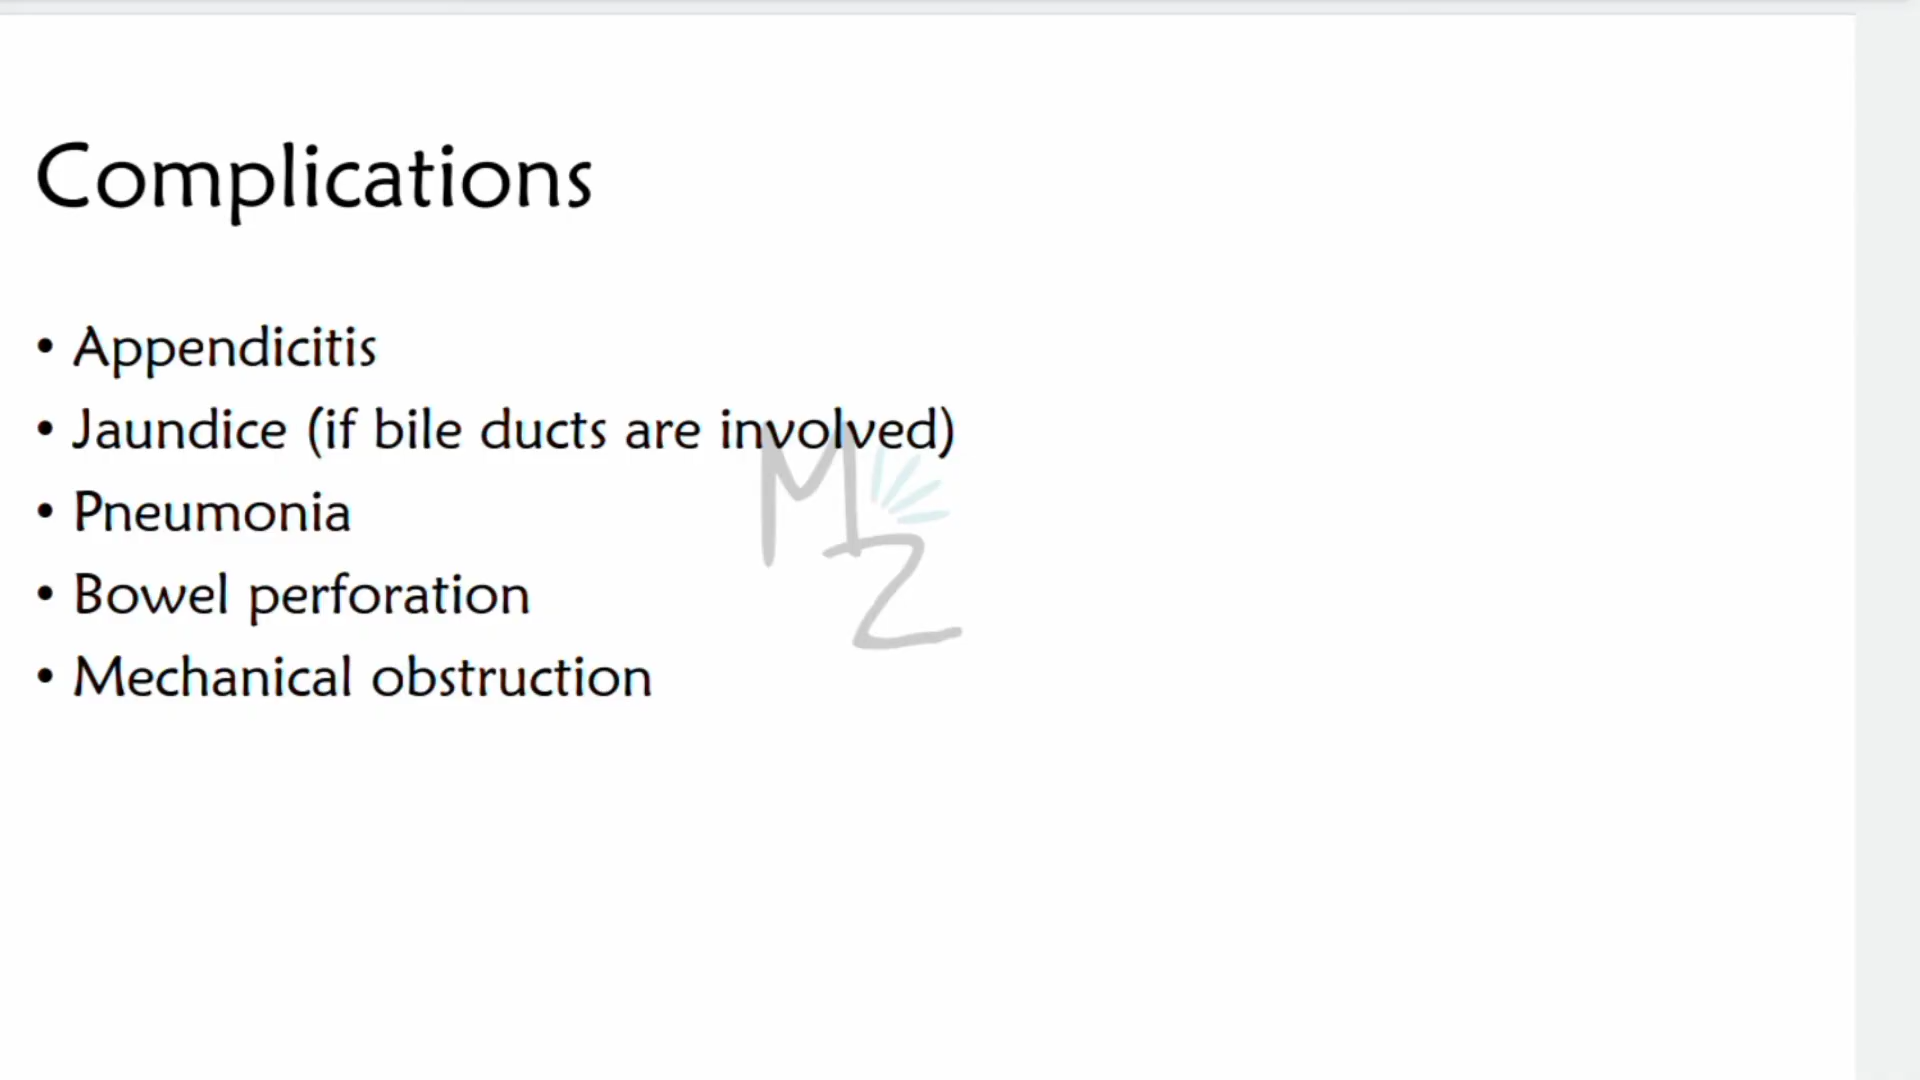 Complications
• Appendicitis
• Jaundice (if bile ducts are involved)
• Pneumonia
• Bowel perforation
• Mechanical obstruction
M
Z